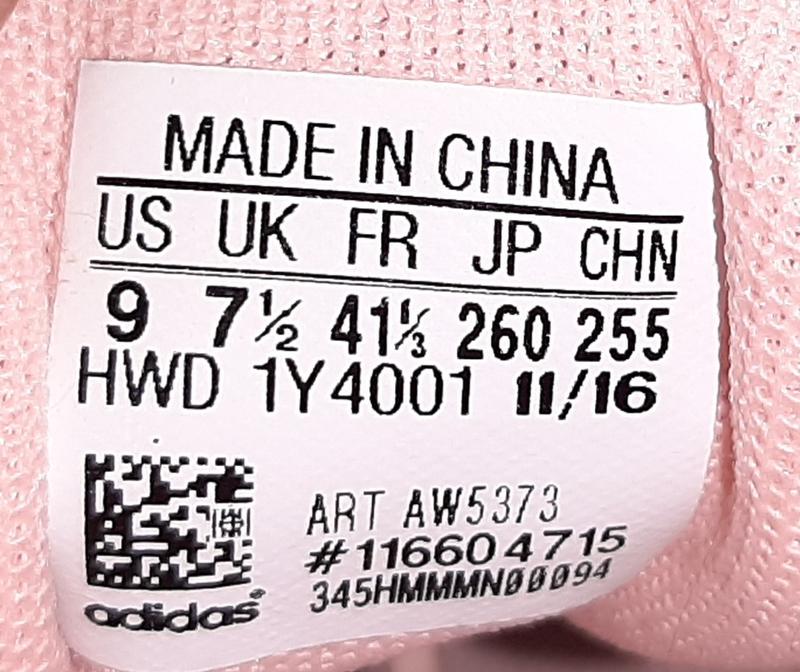 MADE IN CHINA
US UK FR JP CHN
9 7½ 41⅓ 260 255
HWD 1Y4001 11/16
ART AW5373
#116604715
345HMMMN00094
adidas®